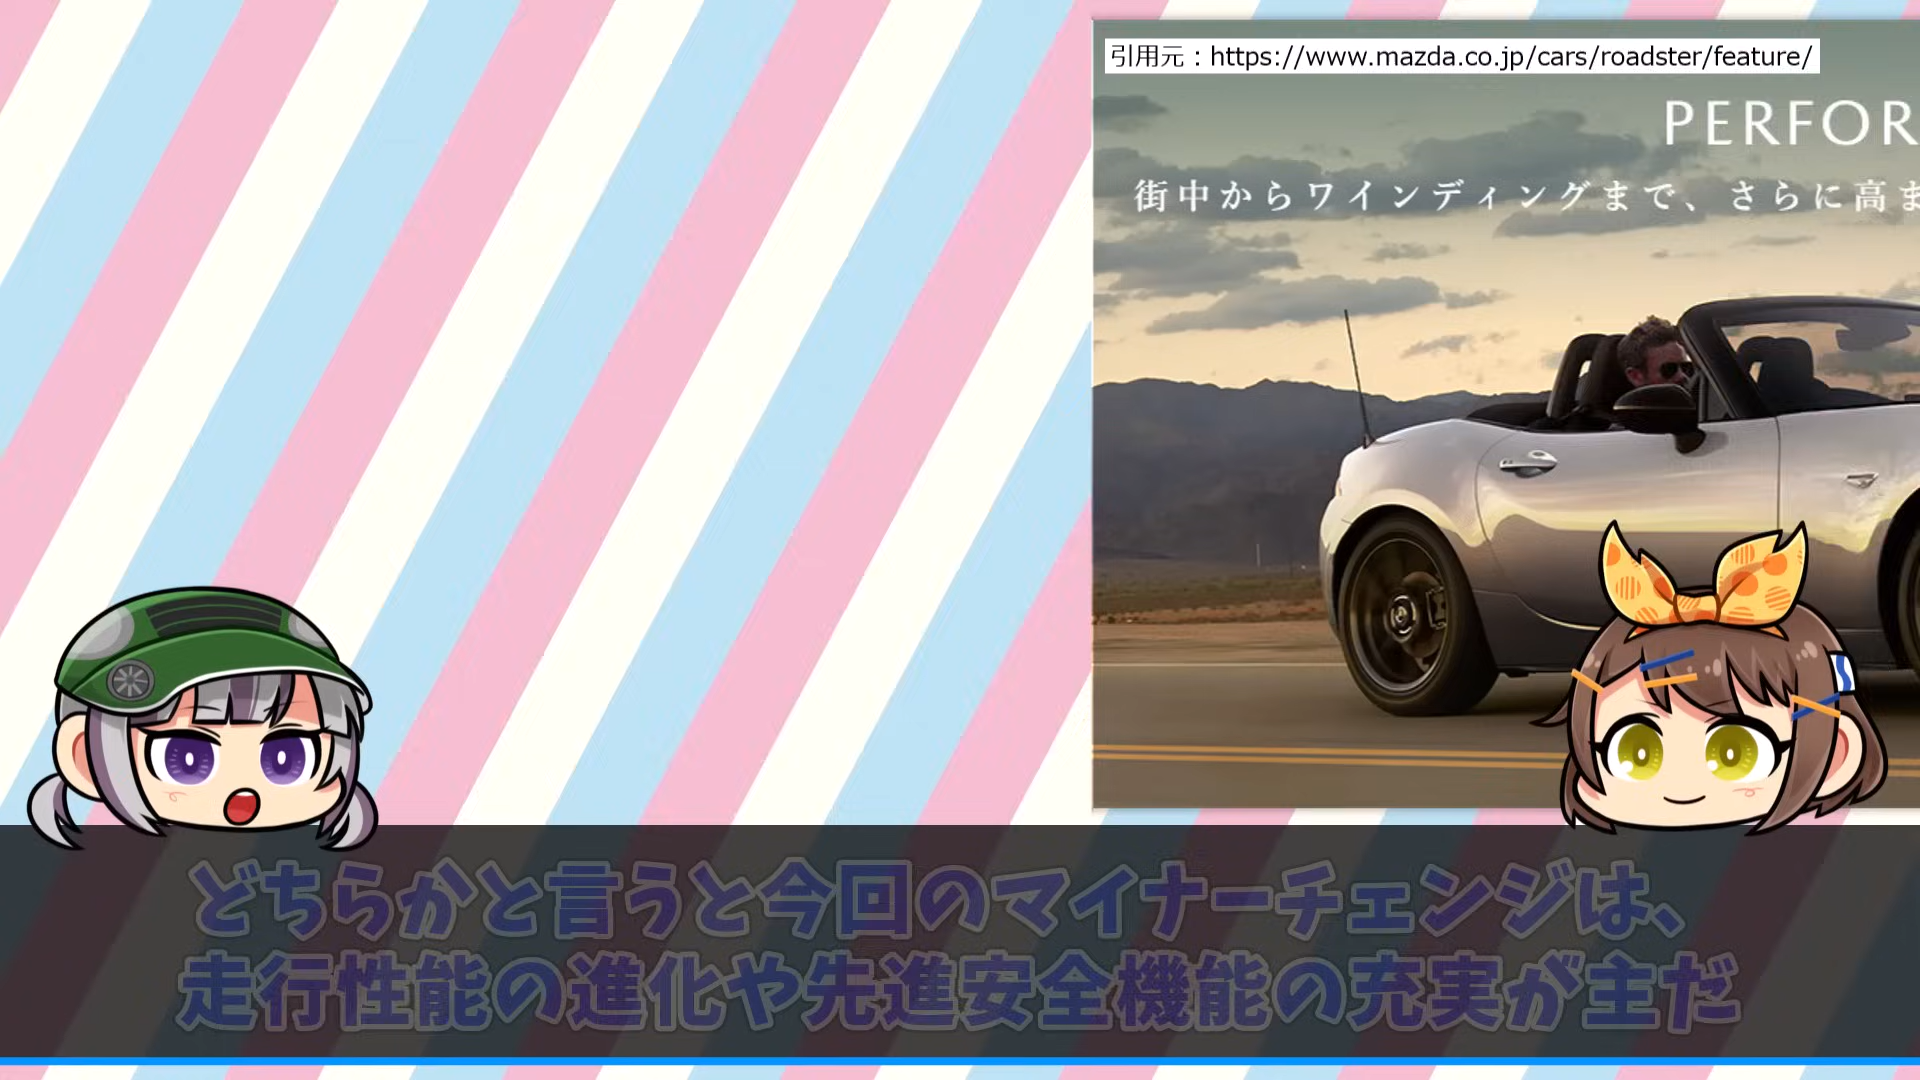 引用元：https://www.mazda.co.jp/cars/roadster/feature/
PERFOR
街中からワインディングまで、さらに高ま
どちらかと言うと今回のマイナーチェンジは、
走行性能の進化や先進安全機能の充実が主だ